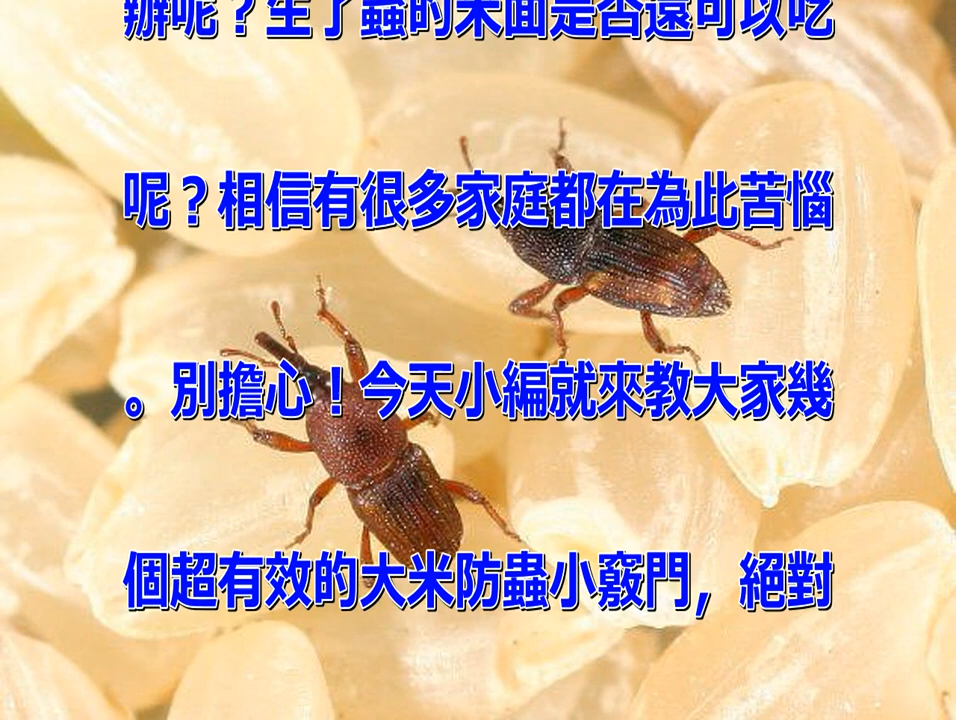 辦呢？生了蟲的米面是否還可以吃
呢？相信有很多家庭都在為此苦惱
。別擔心！今天小編就來教大家幾
個超有效的大米防蟲小竅門，絕對